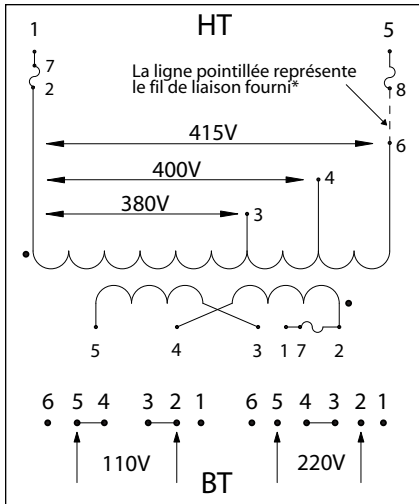 HT
1 5
7
2
La ligne pointillée représente
le fil de liaison fourni*
8
415V
6
400V
4
380V
3
5 4 3 1 7 2
6 5 4 3 2 1 6 5 4 3 2 1
110V 220V
BT